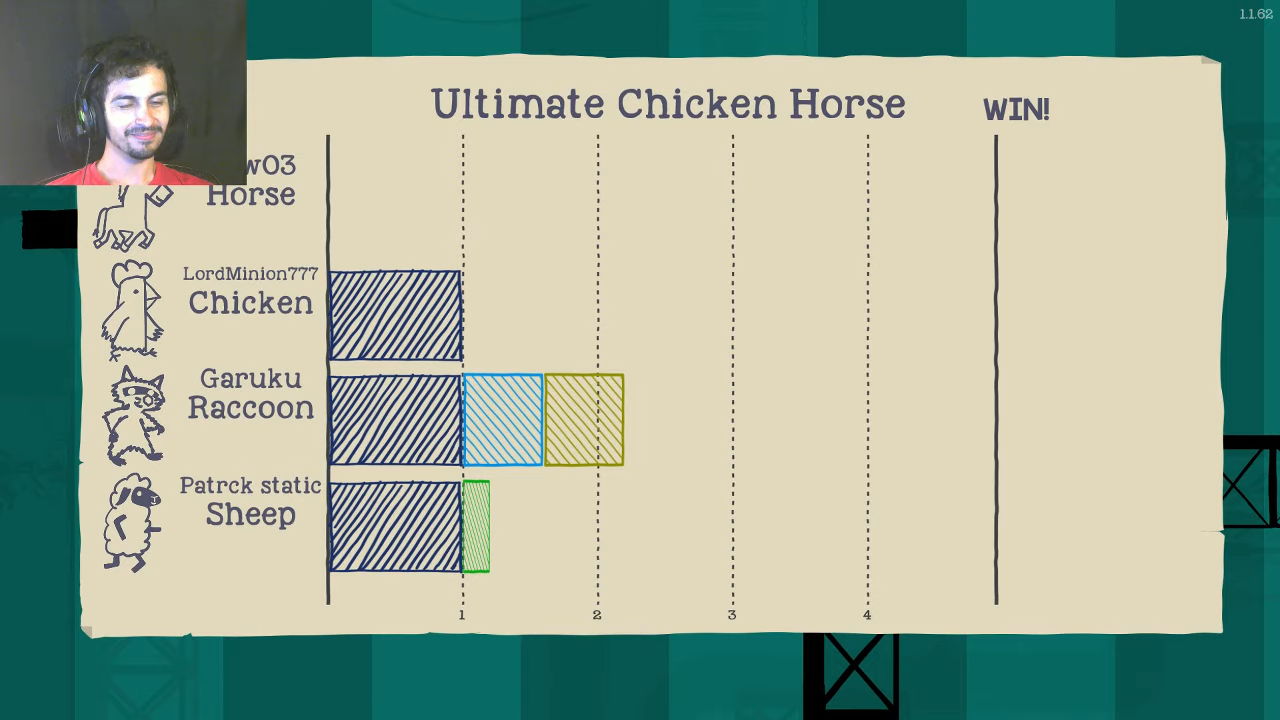 1.1.62
Ultimate Chicken Horse
WIN!
w03
Horse
LordMinion777
Chicken
Garuku
Raccoon
Patrck static
Sheep
1 2 3 4